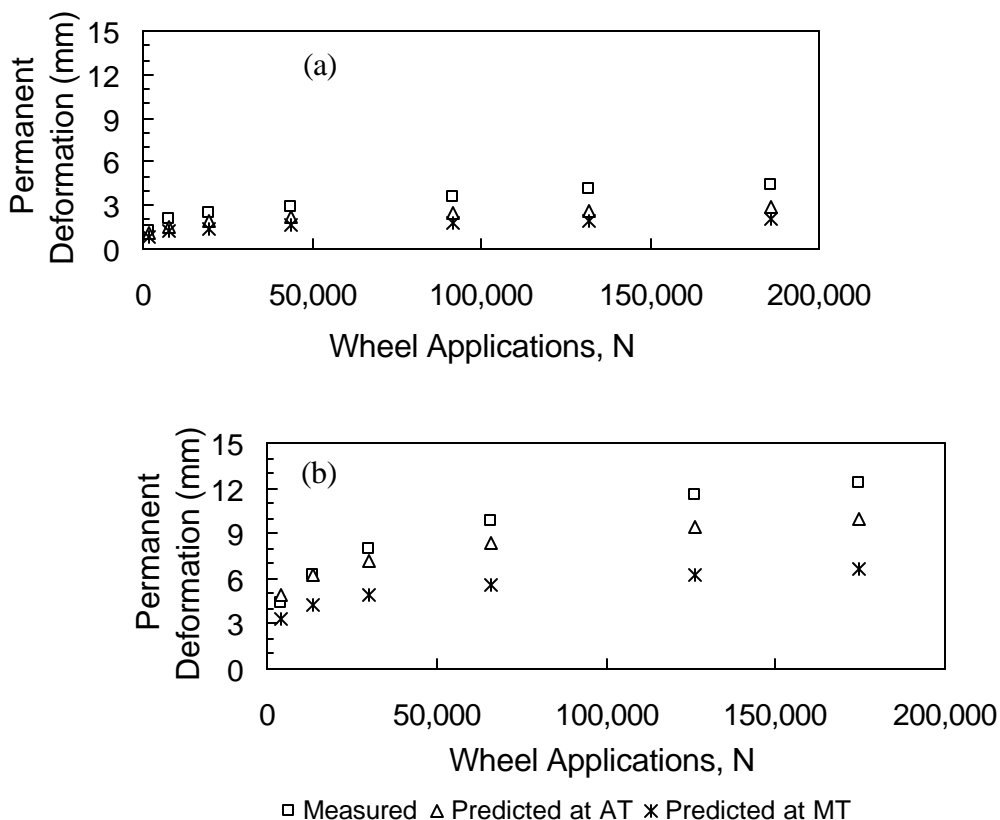 15
12
9
6
3
0
Permanent
Deformation (mm)
(a)
0 50,000 100,000 150,000 200,000
Wheel Applications, N
15
12
9
6
3
0
Permanent
Deformation (mm)
(b)
0 50,000 100,000 150,000 200,000
Wheel Applications, N
Measured Predicted at AT Predicted at MT